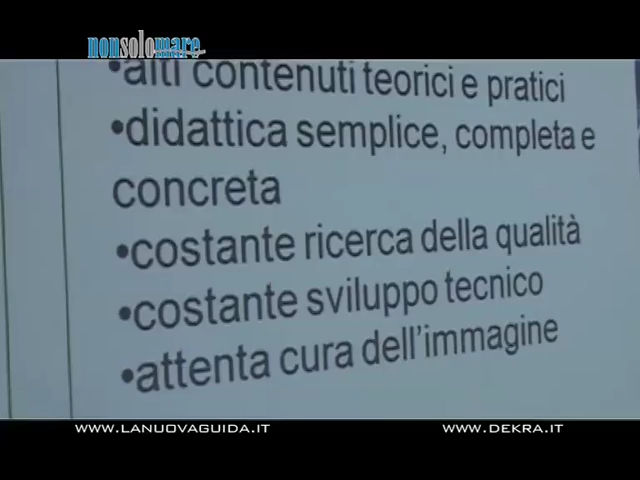 nonsolomare
•alti contenuti teorici e pratici
•didattica semplice, completa e
concreta
•costante ricerca della qualità
•costante sviluppo tecnico
•attenta cura dell'immagine
WWW.LANUOVAGUIDA.IT WWW.DEKRA.IT